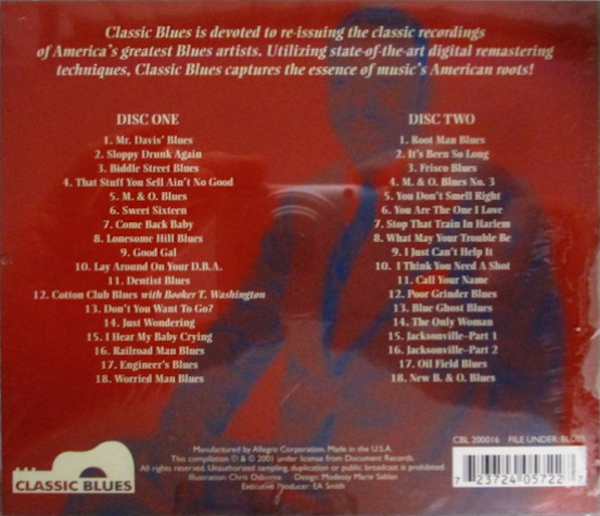 Classic Blues is devoted to re-issuing the classic recordings
of America's greatest Blues artists. Utilizing state-of-the-art digital remastering
techniques, Classic Blues captures the essence of music's American roots!
DISC ONE
1. Mr. Davis' Blues
2. Sloppy Drunk Again
3. Biddle Street Blues
4. That Stuff You Sell Ain't No Good
5. M. & O. Blues
6. Sweet Sixteen
7. Come Back Baby
8. Lonesome Hill Blues
9. Good Gal
10. Lay Around On Your D.B.A.
11. Dentist Blues
12. Cotton Club Blues with Booker T. Washington
13. Don't You Want To Go?
14. Just Wondering
15. I Hear My Baby Crying
16. Railroad Man Blues
17. Engineer's Blues
18. Worried Man Blues
DISC TWO
1. Root Man Blues
2. It's Been So Long
3. Frisco Blues
4. M. & O. Blues No. 3
5. You Don't Smell Right
6. You Are The One I Love
7. Stop That Train In Harlem
8. What May Your Trouble Be
9. I Just Can't Help It
10. I Think You Need A Shot
11. Call Your Name
12. Poor Grinder Blues
13. Blue Ghost Blues
14. The Only Woman
15. Jacksonville–Part 1
16. Jacksonville–Part 2
17. Oil Field Blues
18. New B. & O. Blues
CLASSIC BLUES
Manufactured by Allegro Corporation. Made in the U.S.A.
This compilation ℗ & © 2001 under license from Document Records.
All rights reserved. Unauthorized sampling, duplication or public broadcast is prohibited.
Illustration: Chris Osborne Design: Modesty Marie Sabian
Executive Producer: EA Smith
CBL 200016 FILE UNDER: BLUES
7 23724 05722 7